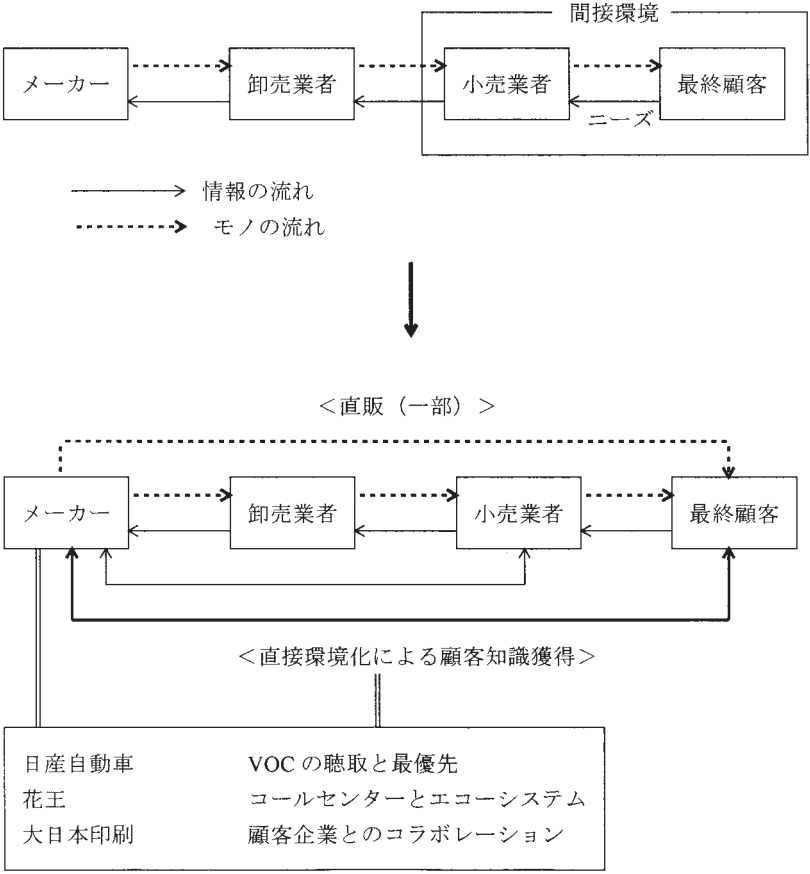 間接環境
メーカー 卸売業者 小売業者 最終顧客
ニーズ
情報の流れ
モノの流れ
＜直販（一部）＞
メーカー 卸売業者 小売業者 最終顧客
＜直接環境化による顧客知識獲得＞
日産自動車 VOCの聴取と最優先
花王 コールセンターとエコーシステム
大日本印刷 顧客企業とのコラボレーション